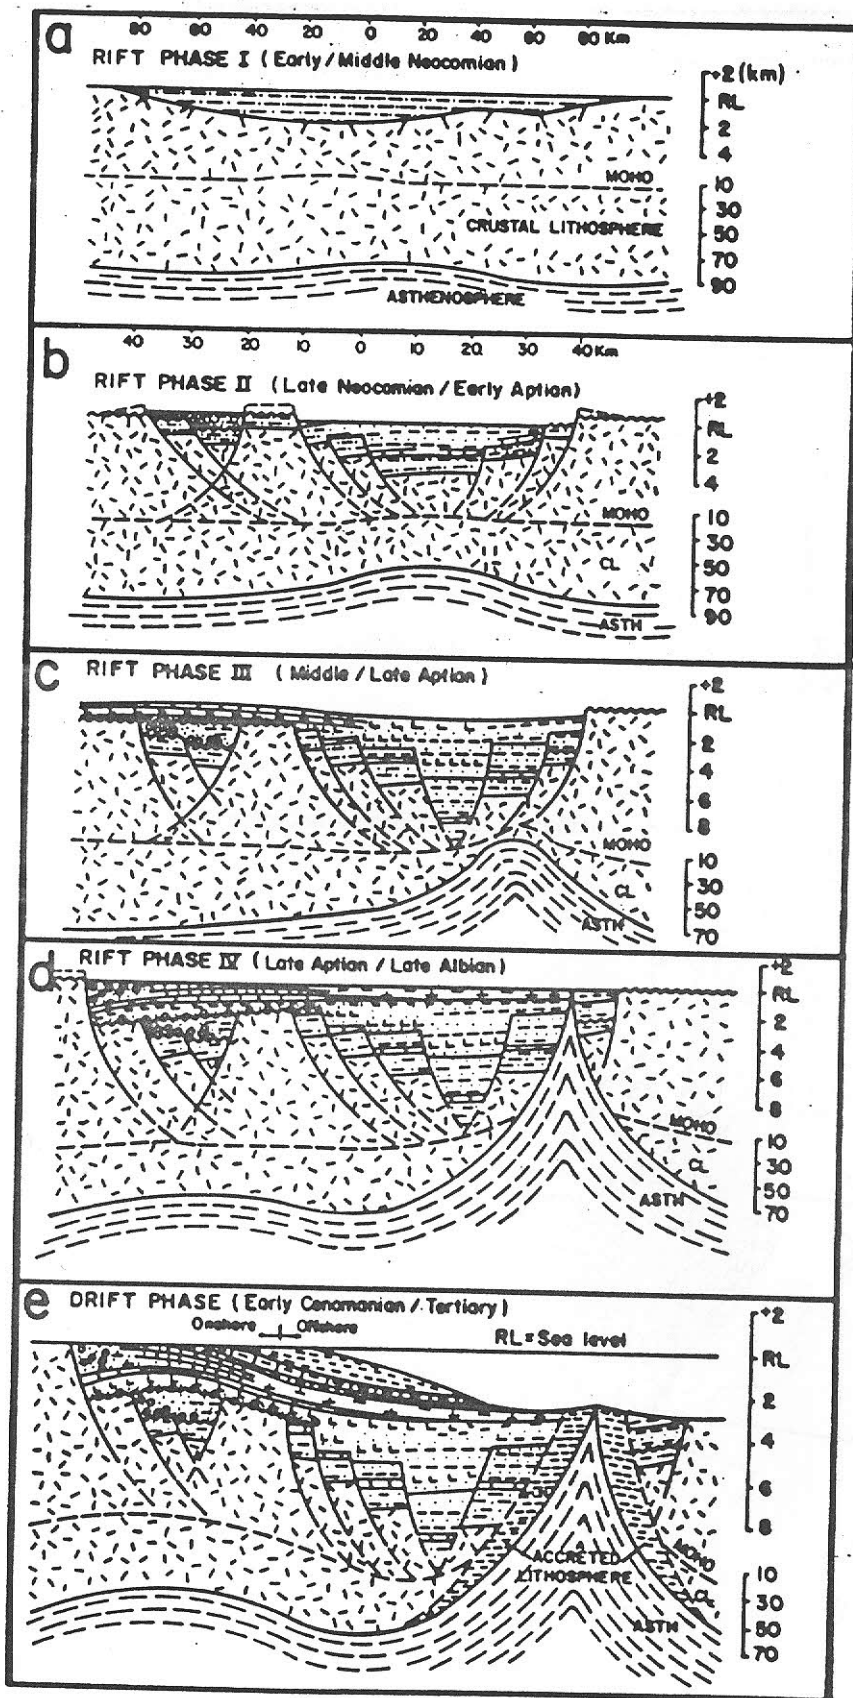 a
80 60 40 20 0 20 40 60 80 Km
RIFT PHASE I (Early/Middle Neocomian)
+2 (km)
RL
2
4
MOHO
10
30
CRUSTAL LITHOSPHERE
50
70
ASTHENOSPHERE
90
b
40 30 20 10 0 10 20 30 40 Km
RIFT PHASE II (Late Neocomian / Early Aptian)
+2
RL
2
4
MOHO
10
30
CL
50
70
90
ASTH
c
RIFT PHASE III (Middle / Late Aptian)
+2
RL
2
4
6
8
MOHO
10
CL
30
50
ASTH
70
d
RIFT PHASE IV (Late Aptian / Late Albian)
+2
RL
2
4
6
8
MOHO
10
CL
30
50
ASTH
70
e
DRIFT PHASE (Early Cenomanian / Tertiary)
+2
Onshore Offshore
RL = Sea level
RL
2
4
6
8
MOHO
ACCRETED
LITHOSPHERE
10
CL
30
ASTH
50
70